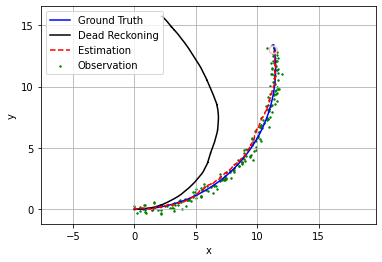 Ground Truth
Dead Reckoning
Estimation
Observation
15
10
5
0
y
-5
0
5
10
15
x